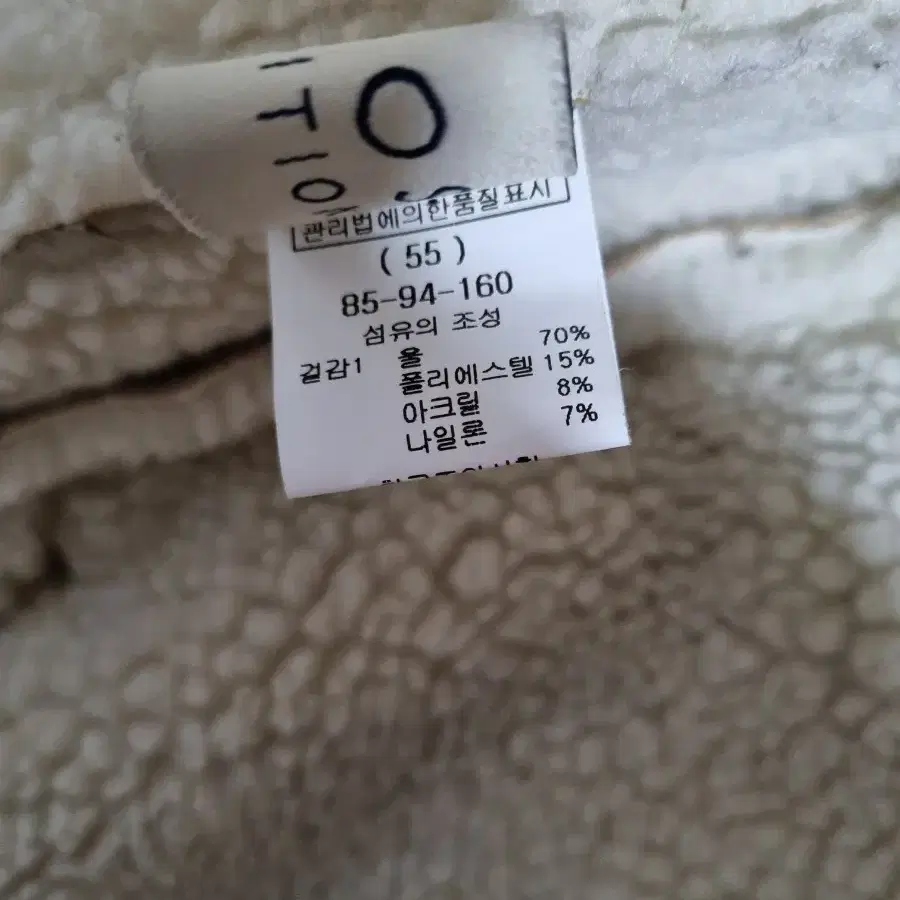 관리법에의한품질표시
( 55 )
85-94-160
섬유의 조성
겉감1 울 70%
폴리에스텔 15%
아크릴 8%
나일론 7%